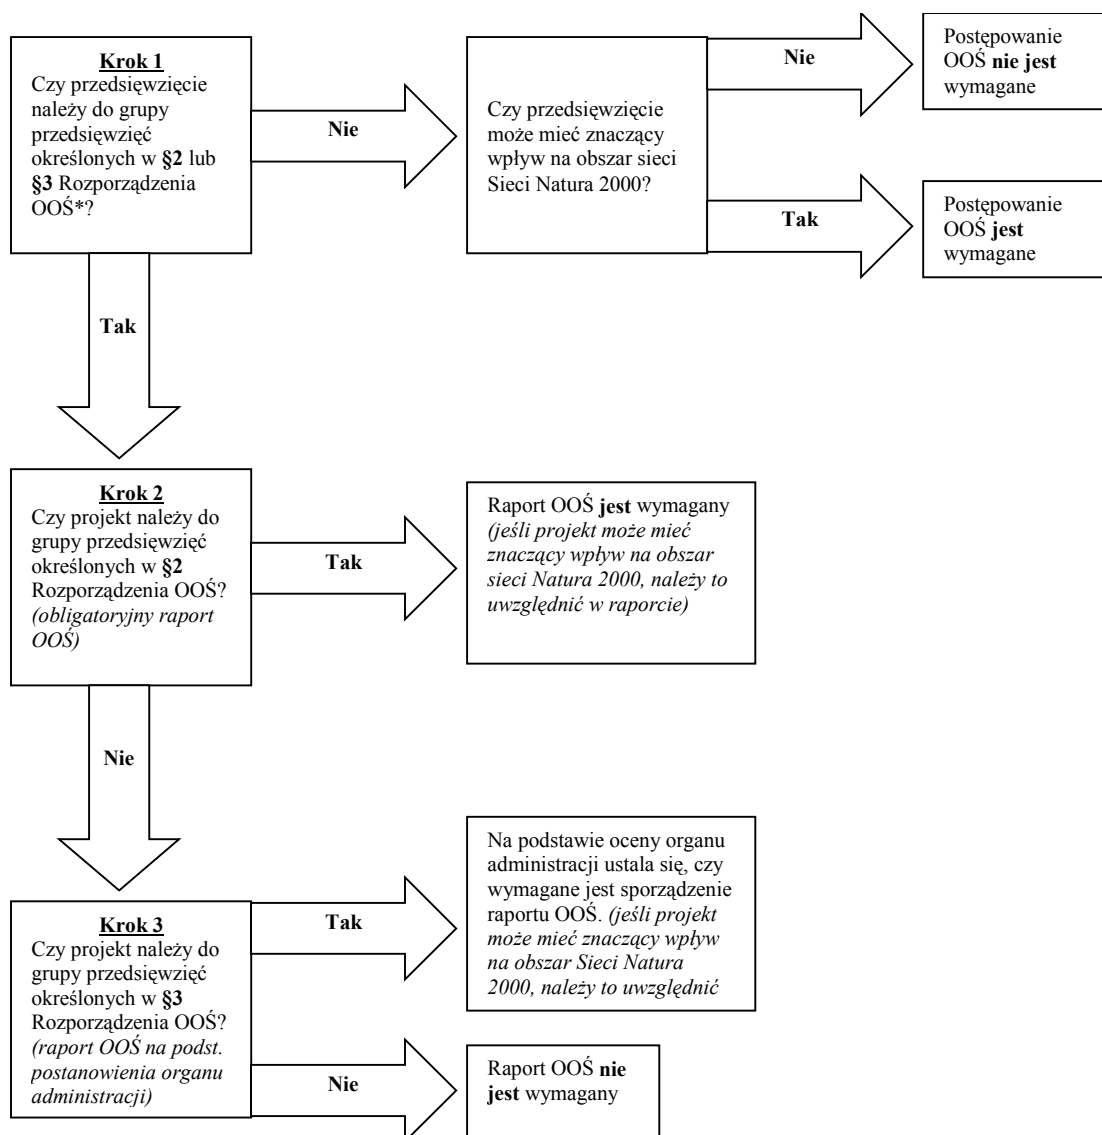 Krok 1
Czy przedsięwzięcie
należy do grupy
przedsięwzięć
określonych w §2 lub
§3 Rozporządzenia
OOŚ*?
Nie
Czy przedsięwzięcie
może mieć znaczący
wpływ na obszar sieci
Sieci Natura 2000?
Nie
Postępowanie
OOŚ nie jest
wymagane
Tak
Postępowanie
OOŚ jest
wymagane
Tak
Krok 2
Czy projekt należy do
grupy przedsięwzięć
określonych w §2
Rozporządzenia OOŚ?
(obligatoryjny raport
OOŚ)
Tak
Raport OOŚ jest wymagany
(jeśli projekt może mieć
znaczący wpływ na obszar
sieci Natura 2000, należy to
uwzględnić w raporcie)
Nie
Krok 3
Czy projekt należy do
grupy przedsięwzięć
określonych w §3
Rozporządzenia OOŚ?
(raport OOŚ na podst.
postanowienia organu
administracji)
Tak
Na podstawie oceny organu
administracji ustala się, czy
wymagane jest sporządzenie
raportu OOŚ. (jeśli projekt
może mieć znaczący wpływ
na obszar Sieci Natura
2000, należy to uwzględnić
Nie
Raport OOŚ nie
jest wymagany